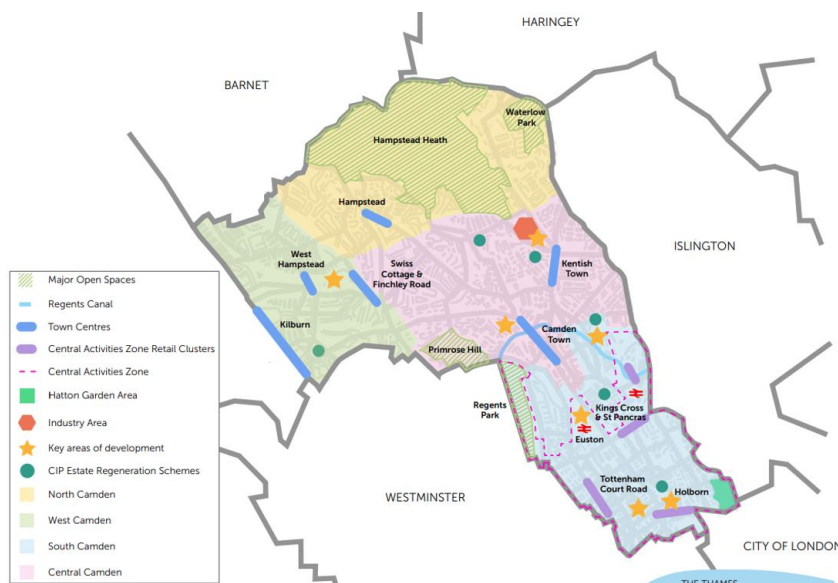 HARINGEY
BARNET
Waterlow
Park
Hampstead Heath
Hampstead
ISLINGTON
West
Hampstead
Swiss
Cottage &
Finchley Road
Kentish
Town
Kilburn
Camden
Town
Primrose Hill
Regents
Park
Kings Cross
& St Pancras
Euston
Tottenham
Court Road
Holborn
WESTMINSTER
CITY OF LONDON
THE THAMES
Major Open Spaces
Regents Canal
Town Centres
Central Activities Zone Retail Clusters
Central Activities Zone
Hatton Garden Area
Industry Area
Key areas of development
CIP Estate Regeneration Schemes
North Camden
West Camden
South Camden
Central Camden